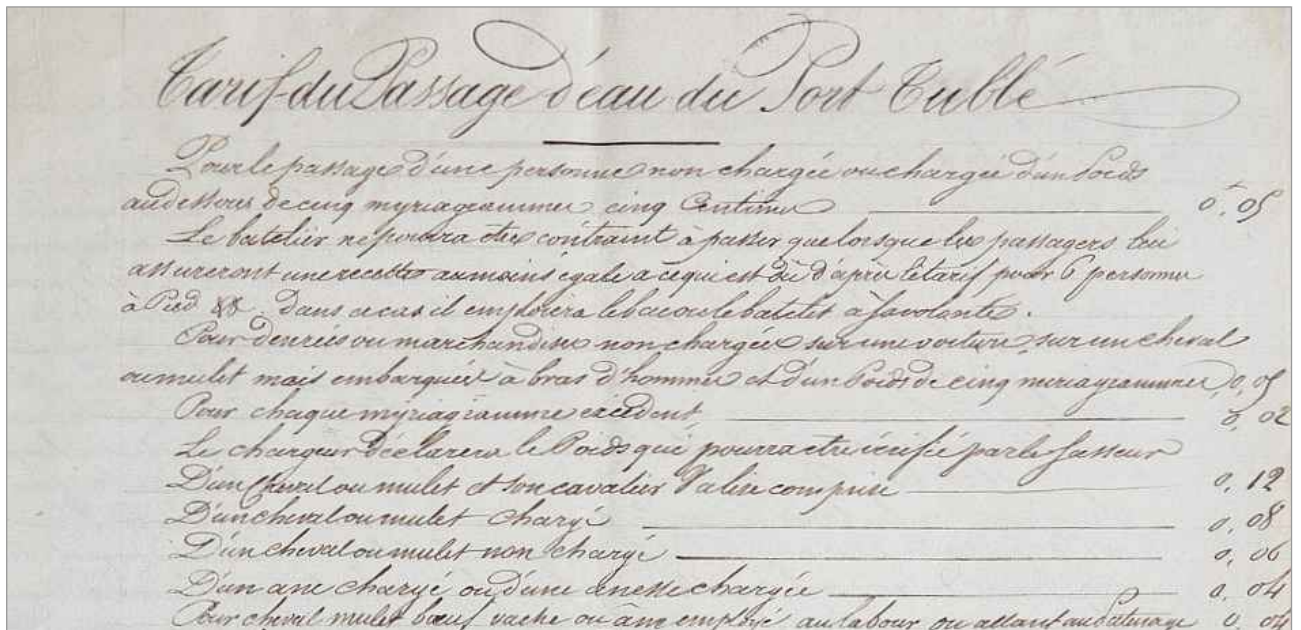 Tarif du Passage d'eau du Port Tublé
Pour le passage d'une personne non chargée ou chargée d'un Poids
au dessous de cinq myriagrammes cinq Centimes 0. 05
Le batelier ne pourra etre contraint à passer que lorsque les passagers lui
assureront une recette au moins égale a ce qui est dû d'après le tarif pour 6 personnes
à Pied dans ce cas il emploiera le bac ou le batelet à sa volonté.
Pour denrées ou marchandises non chargées sur une voiture, sur un cheval
ou mulet mais embarquées à bras d'hommes et d'un Poids de cinq miriagrammes 0, 05
Pour chaque myriagramme excédent 0, 02
Le chargeur déclarera le Poids qui pourra etre vérifié par le Passeur
D'un Cheval ou mulet et son cavalier Valise comprise 0, 12
D'un cheval ou mulet chargé 0, 08
D'un cheval ou mulet non chargé 0, 06
D'un ane chargé ou d'une anesse chargée 0, 04
Pour cheval mulet bœuf vache ou âne employé au labour ou allant au Paturage 0, 04